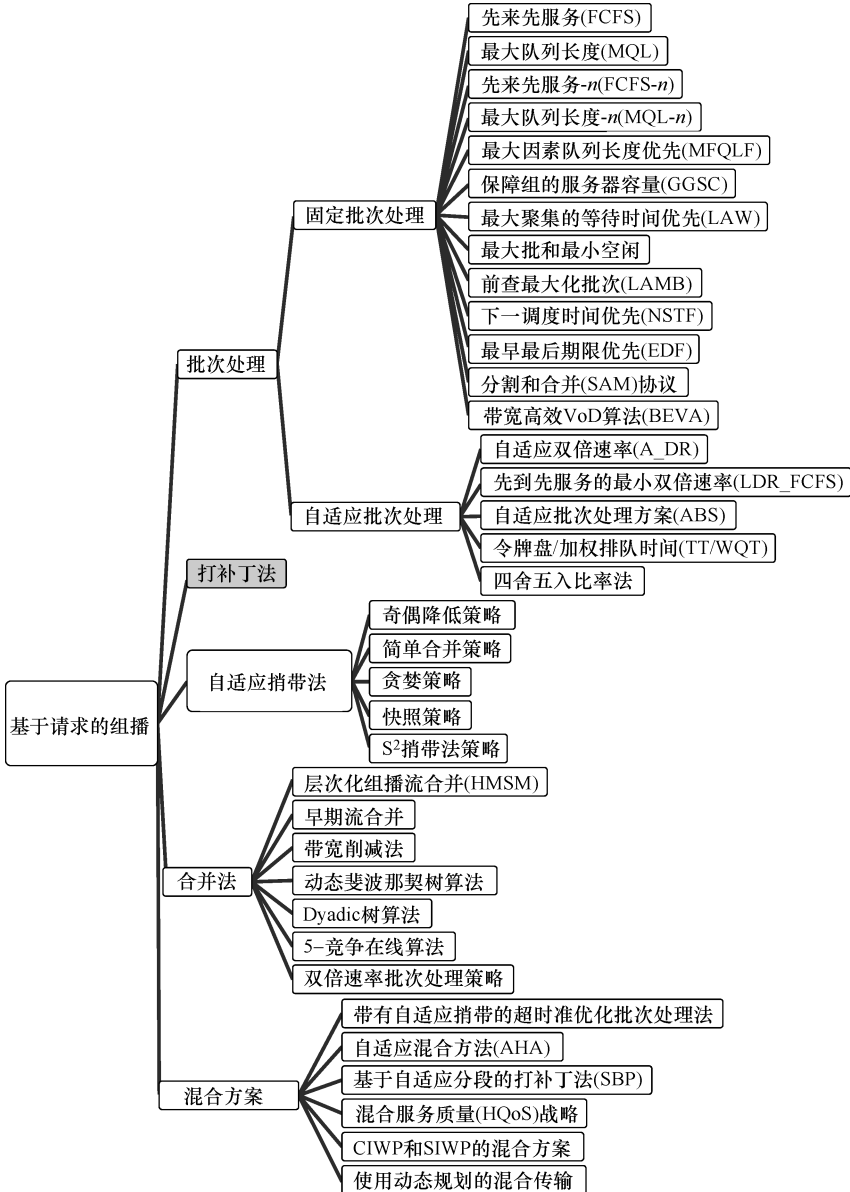 先来先服务(FCFS)
最大队列长度(MQL)
先来先服务-n(FCFS-n)
最大队列长度-n(MQL-n)
最大因素队列长度优先(MFQLF)
保障组的服务器容量(GGSC)
固定批次处理
最大聚集的等待时间优先(LAW)
最大批和最小空闲
前查最大化批次(LAMB)
下一调度时间优先(NSTF)
最早最后期限优先(EDF)
批次处理
分割和合并(SAM)协议
带宽高效VoD算法(BEVA)
自适应双倍速率(A_DR)
先到先服务的最小双倍速率(LDR_FCFS)
自适应批次处理
自适应批次处理方案(ABS)
令牌盘/加权排队时间(TT/WQT)
四舍五入比率法
打补丁法
奇偶降低策略
简单合并策略
自适应捎带法
贪婪策略
快照策略
S²捎带法策略
基于请求的组播
层次化组播流合并(HMSM)
早期流合并
带宽削减法
合并法
动态斐波那契树算法
Dyadic树算法
5–竞争在线算法
双倍速率批次处理策略
带有自适应捎带的超时准优化批次处理法
自适应混合方法(AHA)
基于自适应分段的打补丁法(SBP)
混合方案
混合服务质量(HQoS)战略
CIWP和SIWP的混合方案
使用动态规划的混合传输